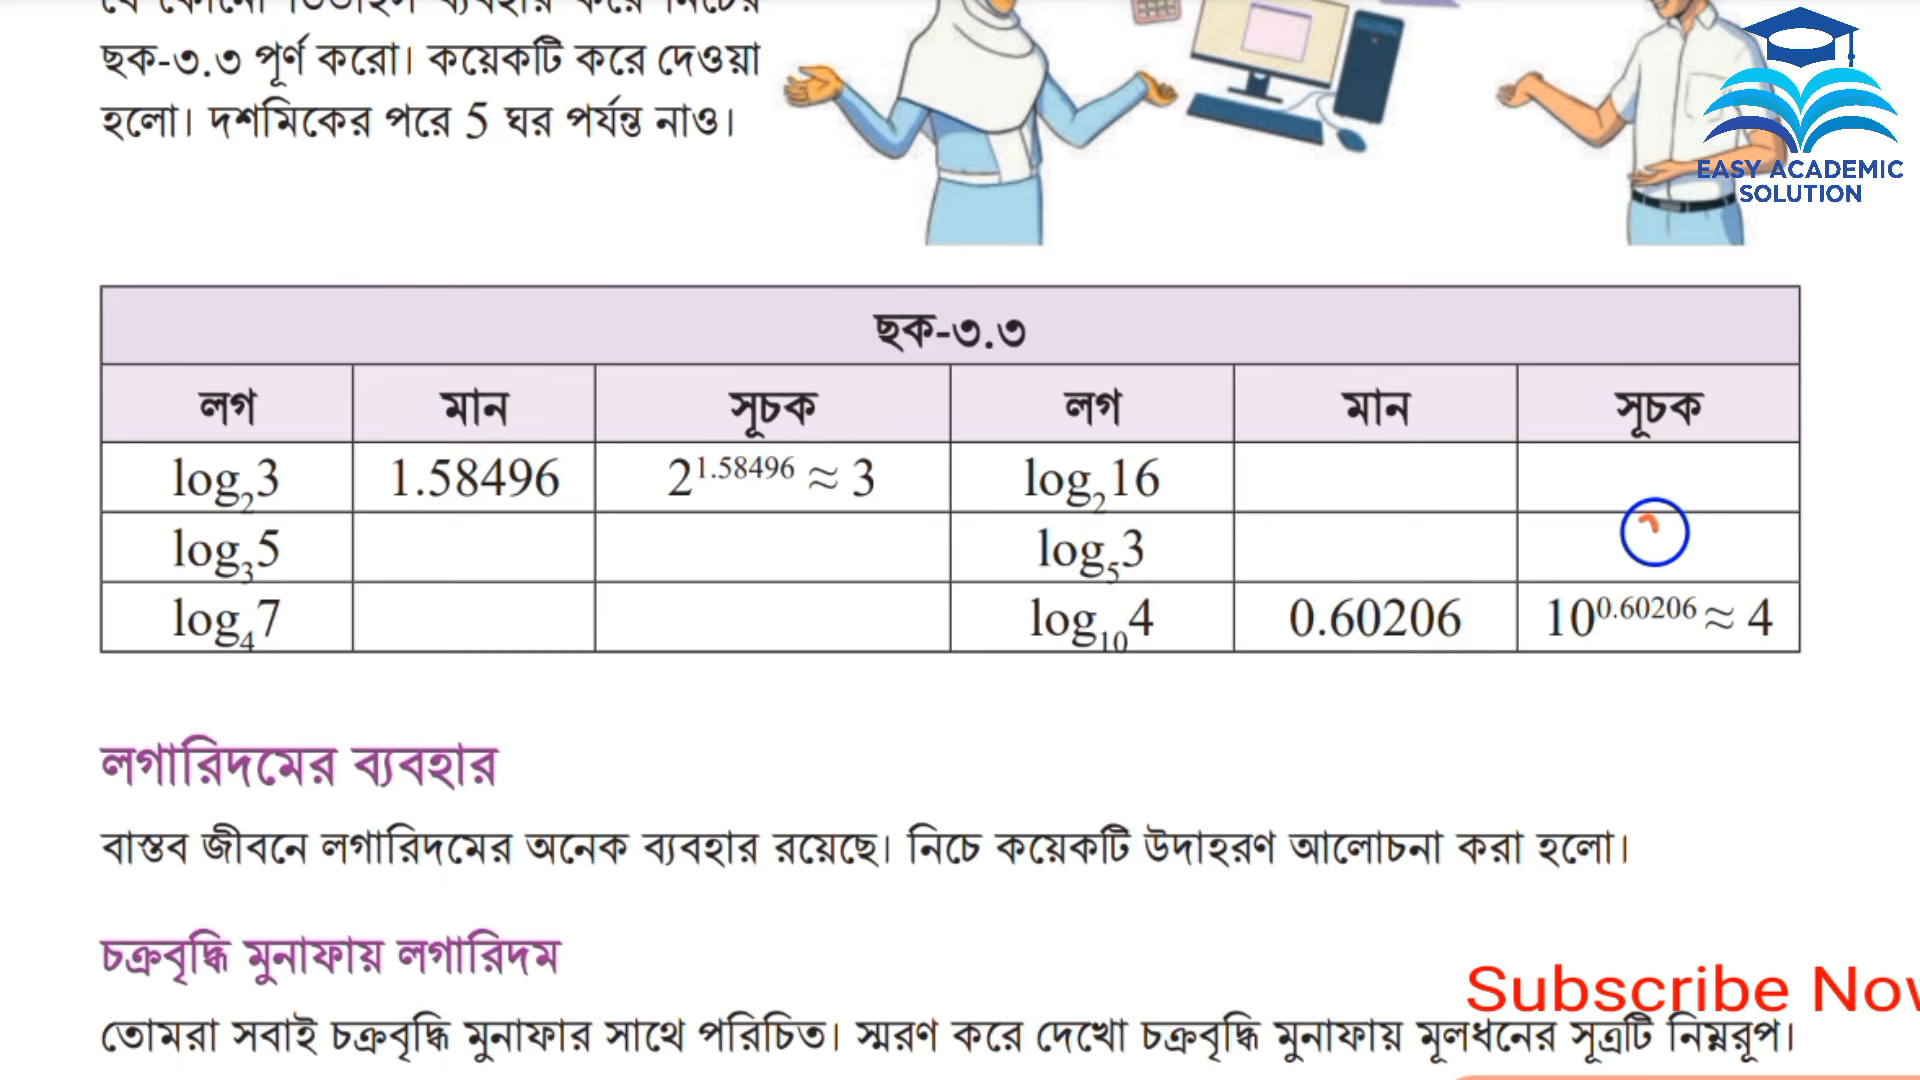 ছক-৩.৩ পূর্ণ করো। কয়েকটি করে দেওয়া
হলো। দশমিকের পরে 5 ঘর পর্যন্ত নাও।
EASY ACADEMIC
SOLUTION
ছক-৩.৩
লগ মান সূচক লগ মান সূচক
log₂3 1.58496 2^1.58496 ≈ 3 log₂16
log₃5 log₅3
log₄7 log₁₀4 0.60206 10^0.60206 ≈ 4
লগারিদমের ব্যবহার
বাস্তব জীবনে লগারিদমের অনেক ব্যবহার রয়েছে। নিচে কয়েকটি উদাহরণ আলোচনা করা হলো।
চক্রবৃদ্ধি মুনাফায় লগারিদম
Subscribe Nov
তোমরা সবাই চক্রবৃদ্ধি মুনাফার সাথে পরিচিত। স্মরণ করে দেখো চক্রবৃদ্ধি মুনাফায় মূলধনের সূত্রটি নিম্নরূপ।